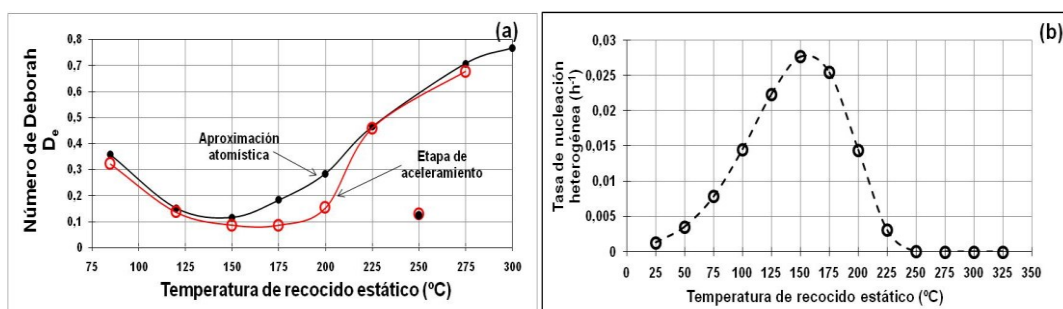 (a)
0,8
0,7
0,6
0,5
0,4
0,3
0,2
0,1
0
Número de Deborah
De
Aproximación
atomística
Etapa de
aceleramiento
75 100 125 150 175 200 225 250 275 300
Temperatura de recocido estático (ºC)
(b)
0,03
0,025
0,02
0,015
0,01
0,005
0
Tasa de nucleación
heterogénea (h-1)
0 25 50 75 100 125 150 175 200 225 250 275 300 325 350
Temperatura de recocido estático (ºC)